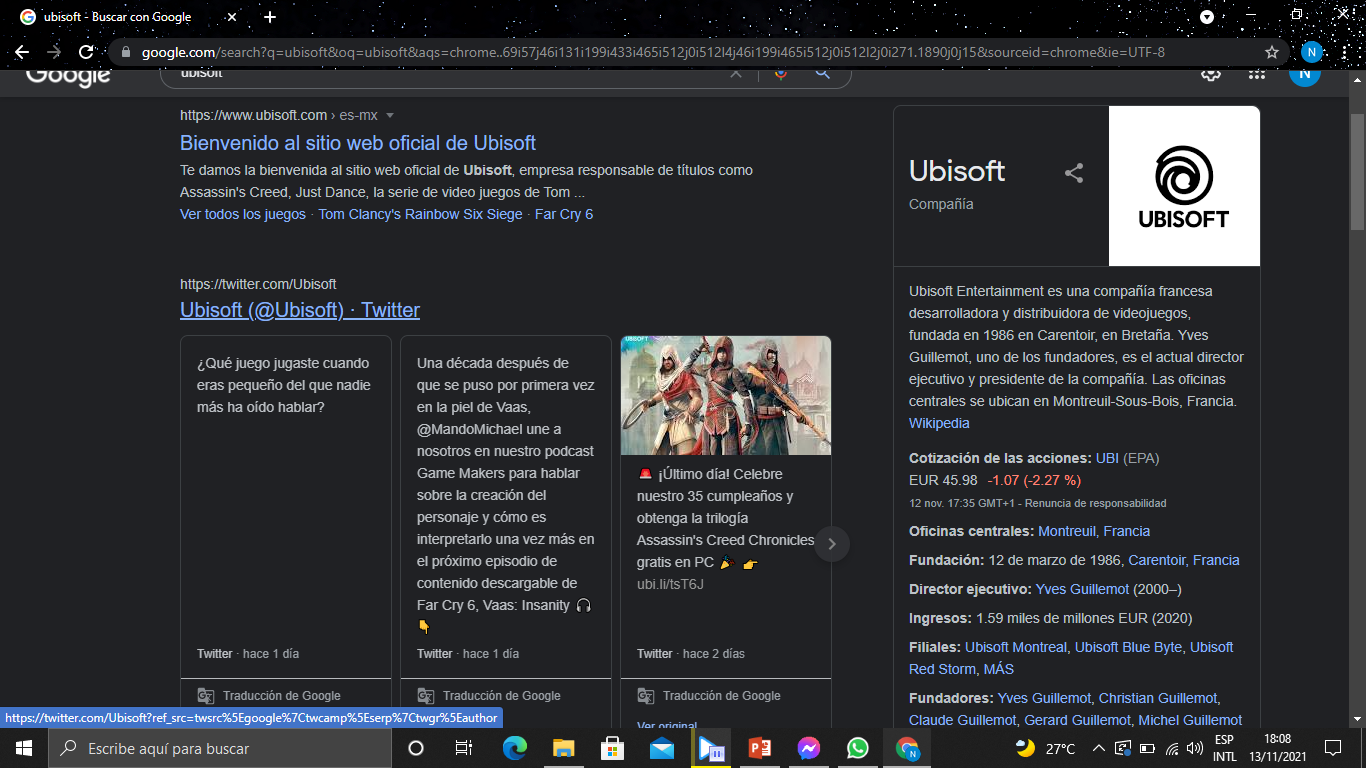 ubisoft - Buscar con Google
google.com/search?q=ubisoft&oq=ubisoft&aqs=chrome..69i57j46i131i199i433i465i512j0i512l4j46i199i465i512j0i512l2j0i271.1890j0j15&sourceid=chrome&ie=UTF-8
N
Google
ubisoft
N
https://www.ubisoft.com › es-mx
Bienvenido al sitio web oficial de Ubisoft
Te damos la bienvenida al sitio web oficial de Ubisoft, empresa responsable de títulos como
Assassin's Creed, Just Dance, la serie de video juegos de Tom ...
Ver todos los juegos · Tom Clancy's Rainbow Six Siege · Far Cry 6
https://twitter.com/Ubisoft
Ubisoft (@Ubisoft) · Twitter
¿Qué juego jugaste cuando
eras pequeño del que nadie
más ha oído hablar?
Twitter · hace 1 día
Traducción de Google
Una década después de
que se puso por primera vez
en la piel de Vaas,
@MandoMichael une a
nosotros en nuestro podcast
Game Makers para hablar
sobre la creación del
personaje y cómo es
interpretarlo una vez más en
el próximo episodio de
contenido descargable de
Far Cry 6, Vaas: Insanity 🎧
👇
Twitter · hace 1 día
Traducción de Google
UBISOFT
🚨 ¡Último día! Celebre
nuestro 35 cumpleaños y
obtenga la trilogía
Assassin's Creed Chronicles
gratis en PC 🎉 👉
ubi.li/tsT6J
Twitter · hace 2 días
Traducción de Google
Ver original
Ubisoft
Compañía
UBISOFT
Ubisoft Entertainment es una compañía francesa
desarrolladora y distribuidora de videojuegos,
fundada en 1986 en Carentoir, en Bretaña. Yves
Guillemot, uno de los fundadores, es el actual director
ejecutivo y presidente de la compañía. Las oficinas
centrales se ubican en Montreuil-Sous-Bois, Francia.
Wikipedia
Cotización de las acciones: UBI (EPA)
EUR 45.98 -1.07 (-2.27 %)
12 nov. 17:35 GMT+1 - Renuncia de responsabilidad
Oficinas centrales: Montreuil, Francia
Fundación: 12 de marzo de 1986, Carentoir, Francia
Director ejecutivo: Yves Guillemot (2000–)
Ingresos: 1.59 miles de millones EUR (2020)
Filiales: Ubisoft Montreal, Ubisoft Blue Byte, Ubisoft
Red Storm, MÁS
Fundadores: Yves Guillemot, Christian Guillemot,
Claude Guillemot, Gerard Guillemot, Michel Guillemot
https://twitter.com/Ubisoft?ref_src=twsrc%5Egoogle%7Ctwcamp%5Eserp%7Ctwgr%5Eauthor
Escribe aquí para buscar
N
27°C
ESP
INTL
18:08
13/11/2021